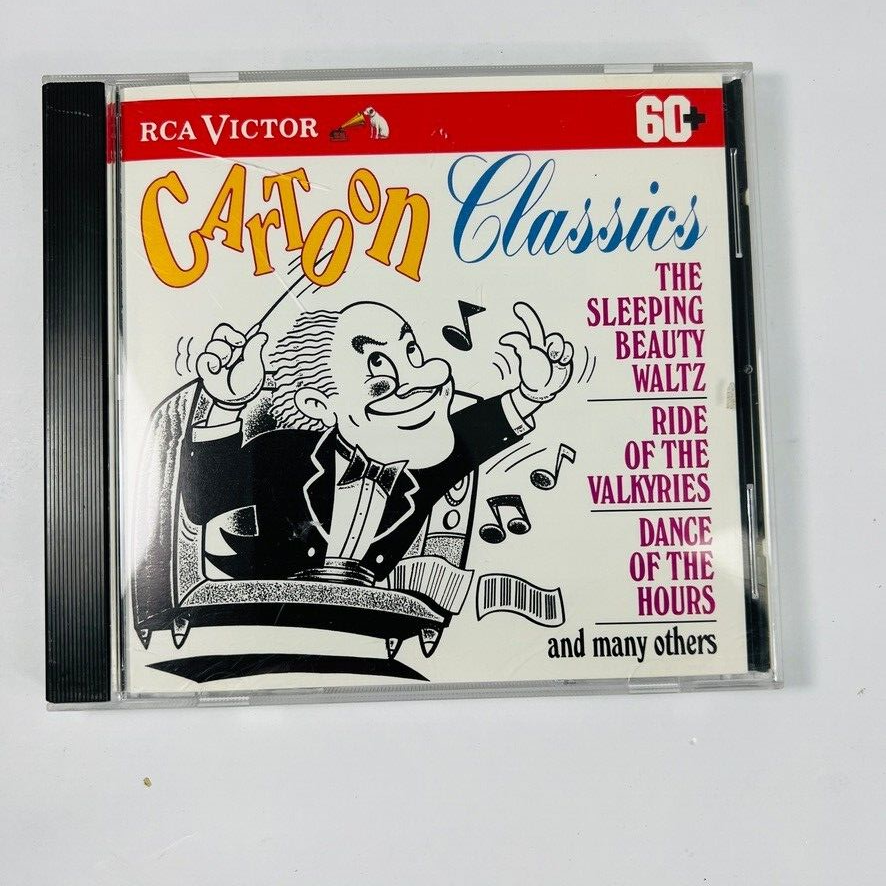 RCA VICTOR
60+
CArTOon
Classics
THE
SLEEPING
BEAUTY
WALTZ
RIDE
OF THE
VALKYRIES
DANCE
OF THE
HOURS
and many others